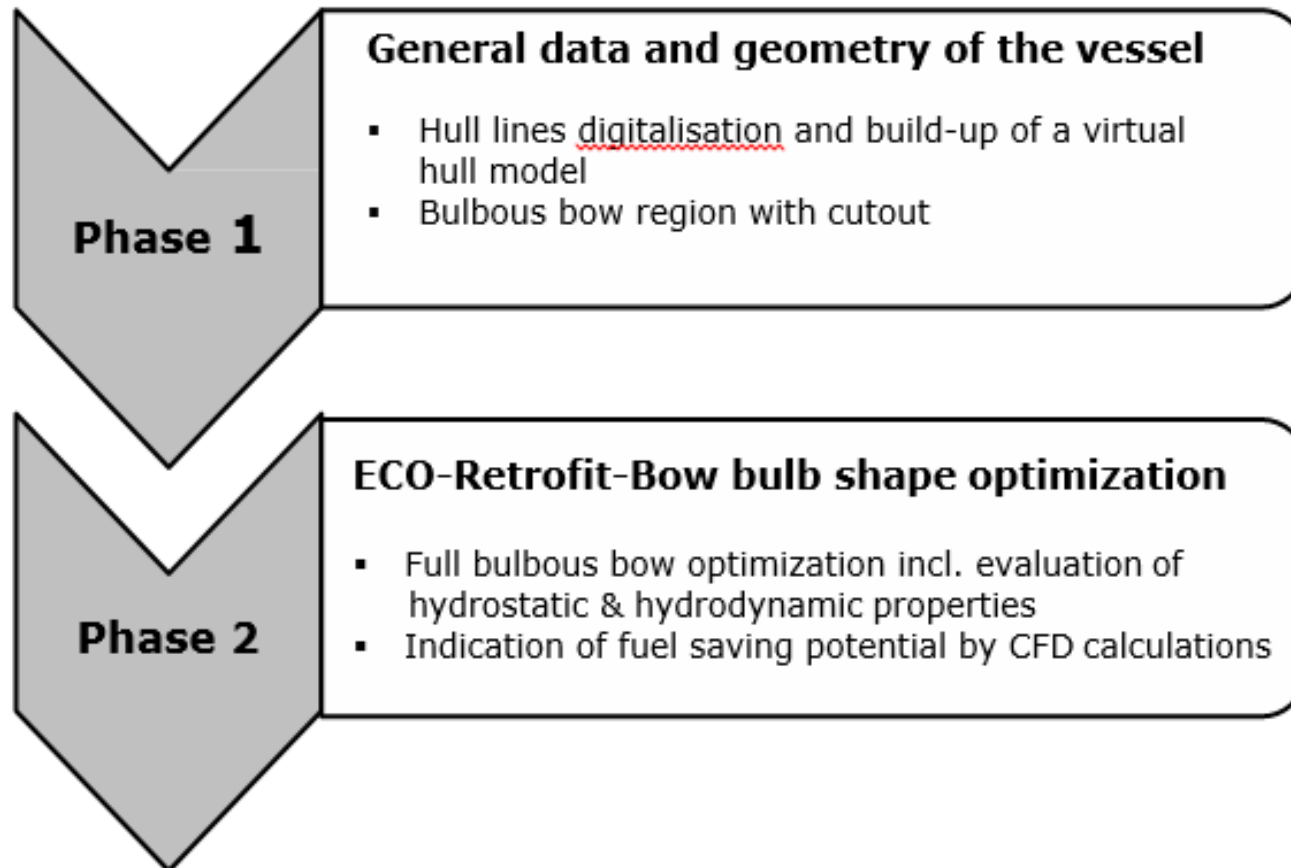 General data and geometry of the vessel
▪ Hull lines digitalisation and build-up of a virtual
hull model
▪ Bulbous bow region with cutout
Phase 1
ECO-Retrofit-Bow bulb shape optimization
▪ Full bulbous bow optimization incl. evaluation of
hydrostatic & hydrodynamic properties
▪ Indication of fuel saving potential by CFD calculations
Phase 2